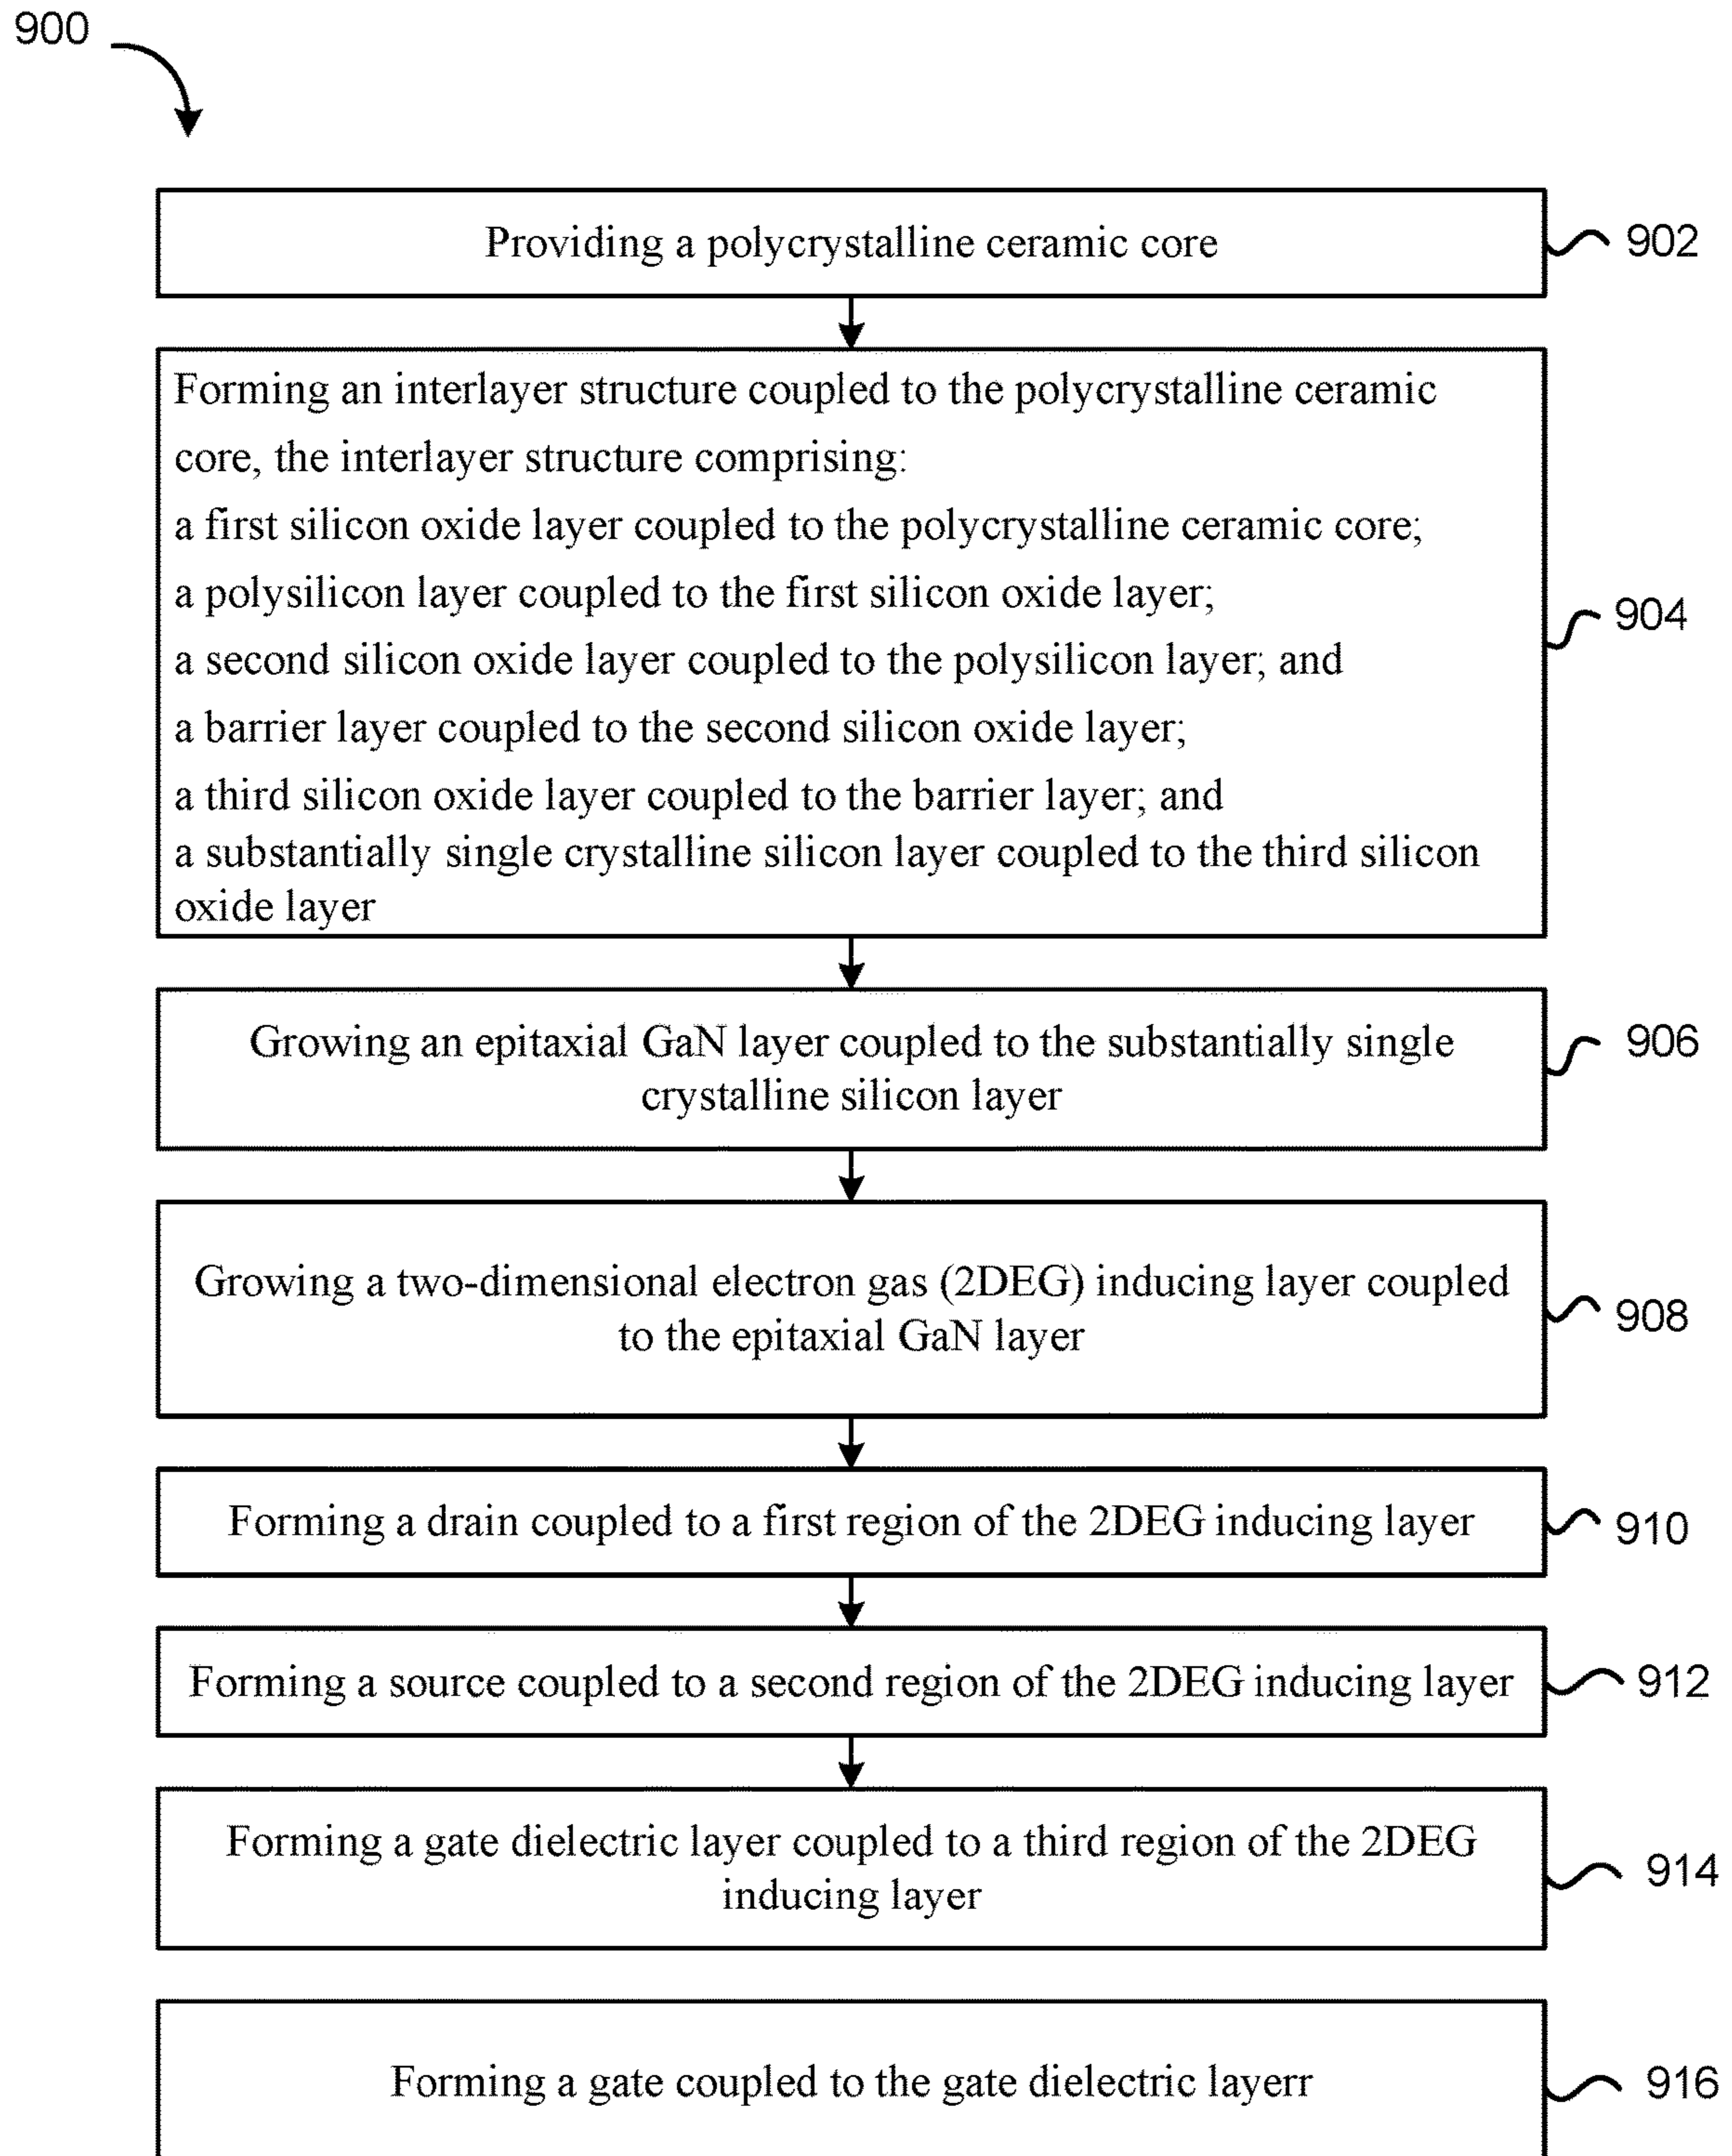 900
Providing a polycrystalline ceramic core
902
Forming an interlayer structure coupled to the polycrystalline ceramic
core, the interlayer structure comprising:
a first silicon oxide layer coupled to the polycrystalline ceramic core;
a polysilicon layer coupled to the first silicon oxide layer;
a second silicon oxide layer coupled to the polysilicon layer; and
a barrier layer coupled to the second silicon oxide layer;
a third silicon oxide layer coupled to the barrier layer; and
a substantially single crystalline silicon layer coupled to the third silicon
oxide layer
904
Growing an epitaxial GaN layer coupled to the substantially single
crystalline silicon layer
906
Growing a two-dimensional electron gas (2DEG) inducing layer coupled
to the epitaxial GaN layer
908
Forming a drain coupled to a first region of the 2DEG inducing layer
910
Forming a source coupled to a second region of the 2DEG inducing layer
912
Forming a gate dielectric layer coupled to a third region of the 2DEG
inducing layer
914
Forming a gate coupled to the gate dielectric layerr
916